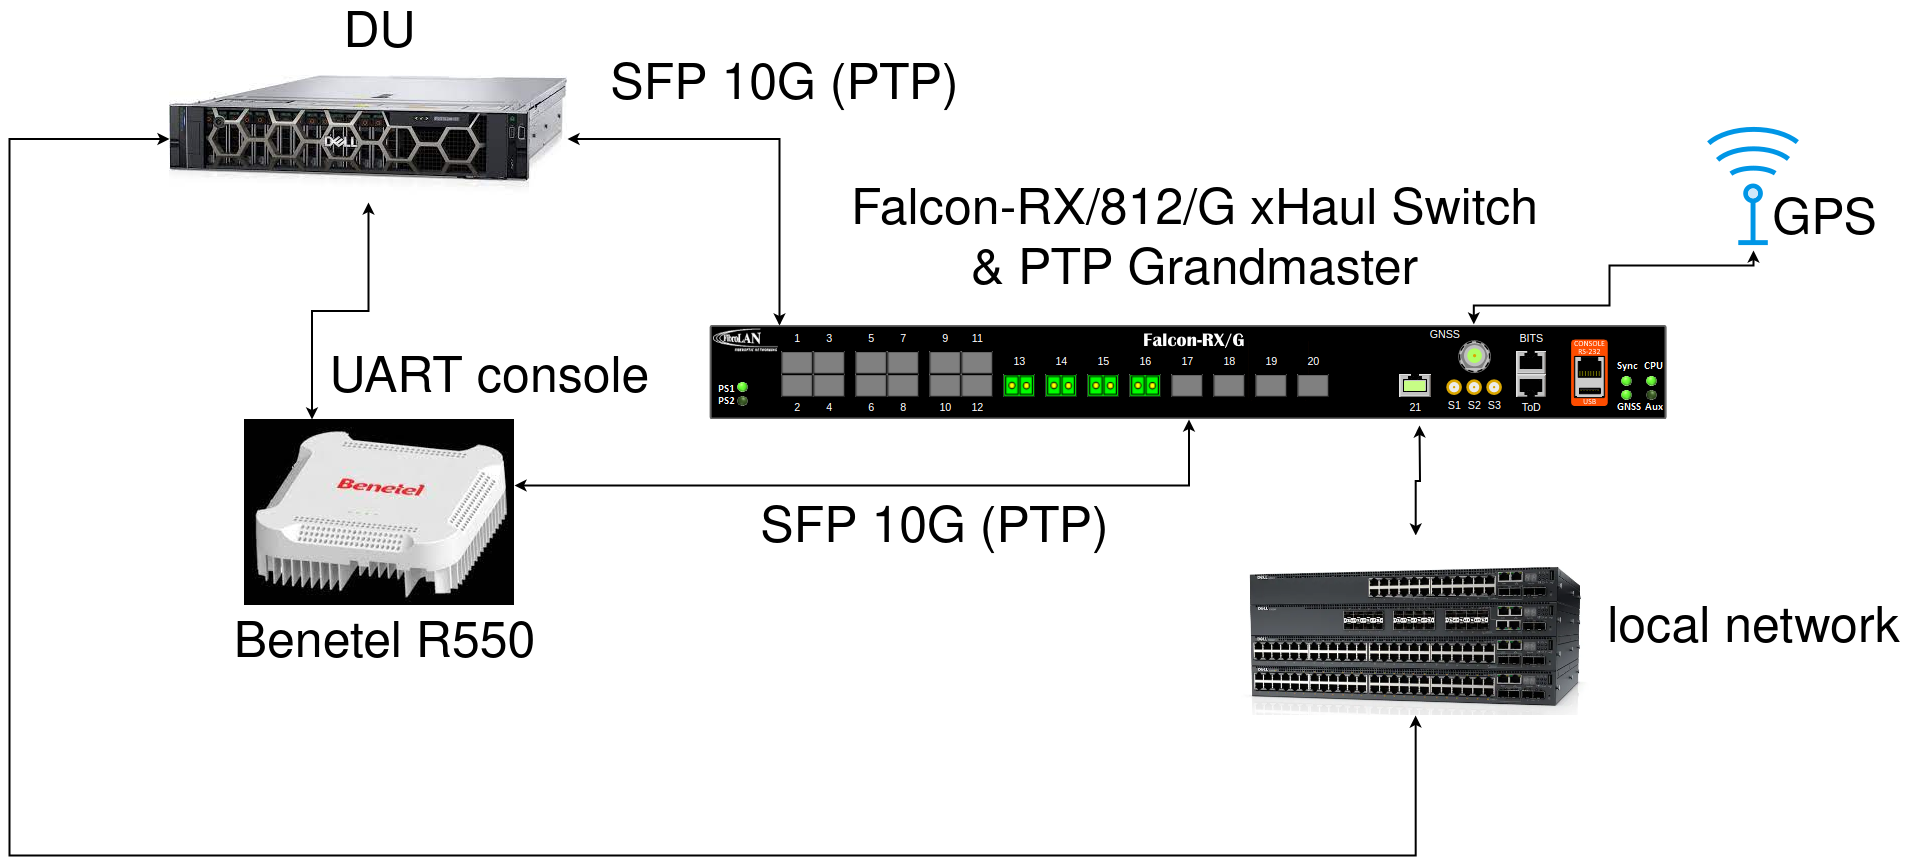 DU
SFP 10G (PTP)
DELL
Falcon-RX/812/G xHaul Switch
& PTP Grandmaster
GPS
FibroLAN
Falcon-RX/G
1 3 5 7 9 11
2 4 6 8 10 12
13 14 15 16 17 18 19 20
PS1
PS2
GNSS
21
S1 S2 S3
BITS
ToD
CONSOLE
RS-232
USB
Sync CPU
GNSS Aux
UART console
Benetel
Benetel R550
SFP 10G (PTP)
local network